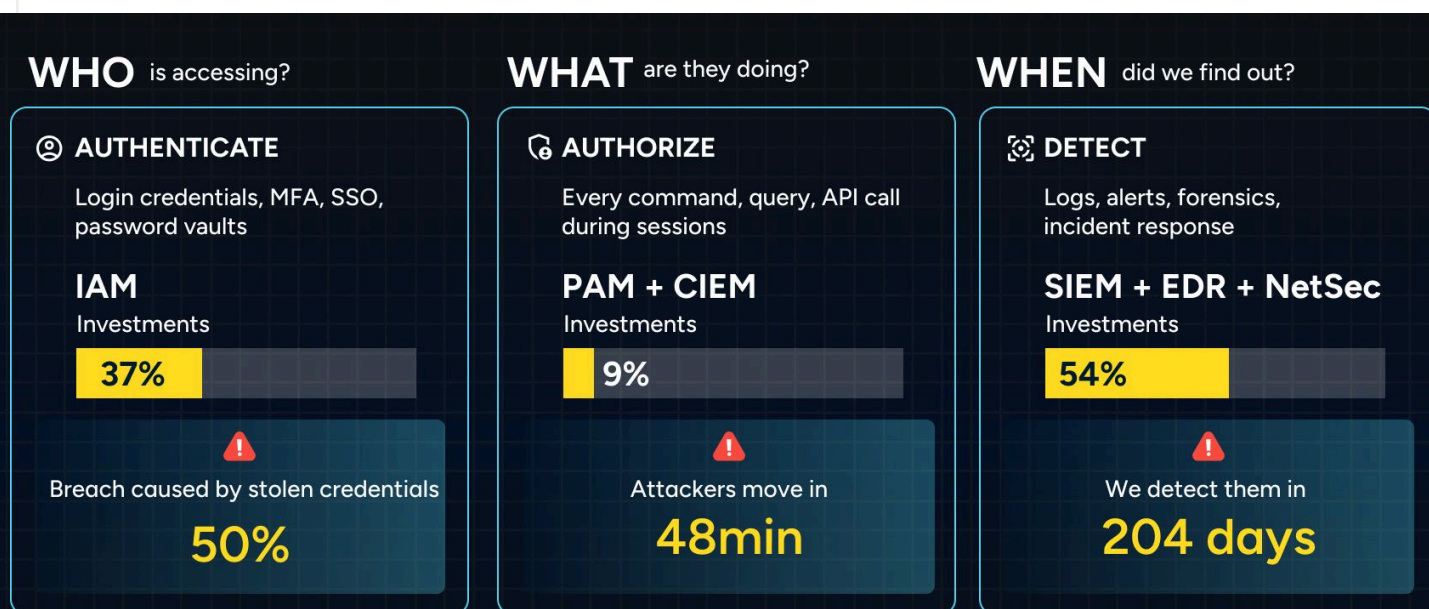 WHO is accessing?
AUTHENTICATE
Login credentials, MFA, SSO,
password vaults
IAM
Investments
37%
Breach caused by stolen credentials
50%
WHAT are they doing?
AUTHORIZE
Every command, query, API call
during sessions
PAM + CIEM
Investments
9%
Attackers move in
48min
WHEN did we find out?
DETECT
Logs, alerts, forensics,
incident response
SIEM + EDR + NetSec
Investments
54%
We detect them in
204 days